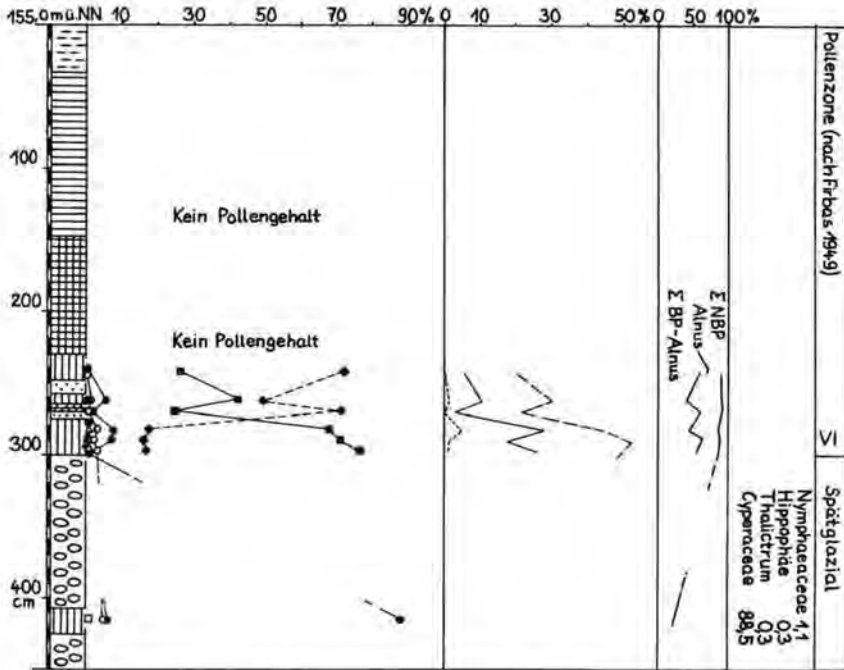 155,0 m ü. NN 10 30 50 70 90%
0 10 30 50%
0 50 100%
Pollenzone (nach Firbas 1949)
100
Kein Pollengehalt
200
Kein Pollengehalt
Σ BP-Alnus
Alnus
Σ NBP
300
VI
Spätglazial
Nymphaeaceae 1,1
Hippophäe 0,3
Thalictrum 0,3
Cyperaceae 88,5
400
cm